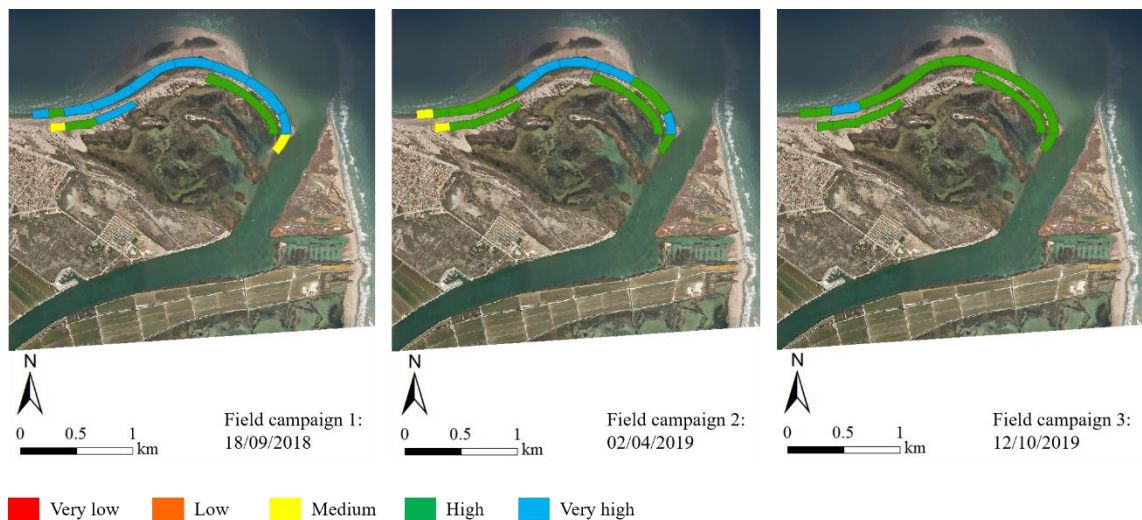 N
N
N
Field campaign 1:
18/09/2018
0 0.5 1
km
Field campaign 2:
02/04/2019
0 0.5 1
km
Field campaign 3:
12/10/2019
0 0.5 1
km
Very low
Low
Medium
High
Very high